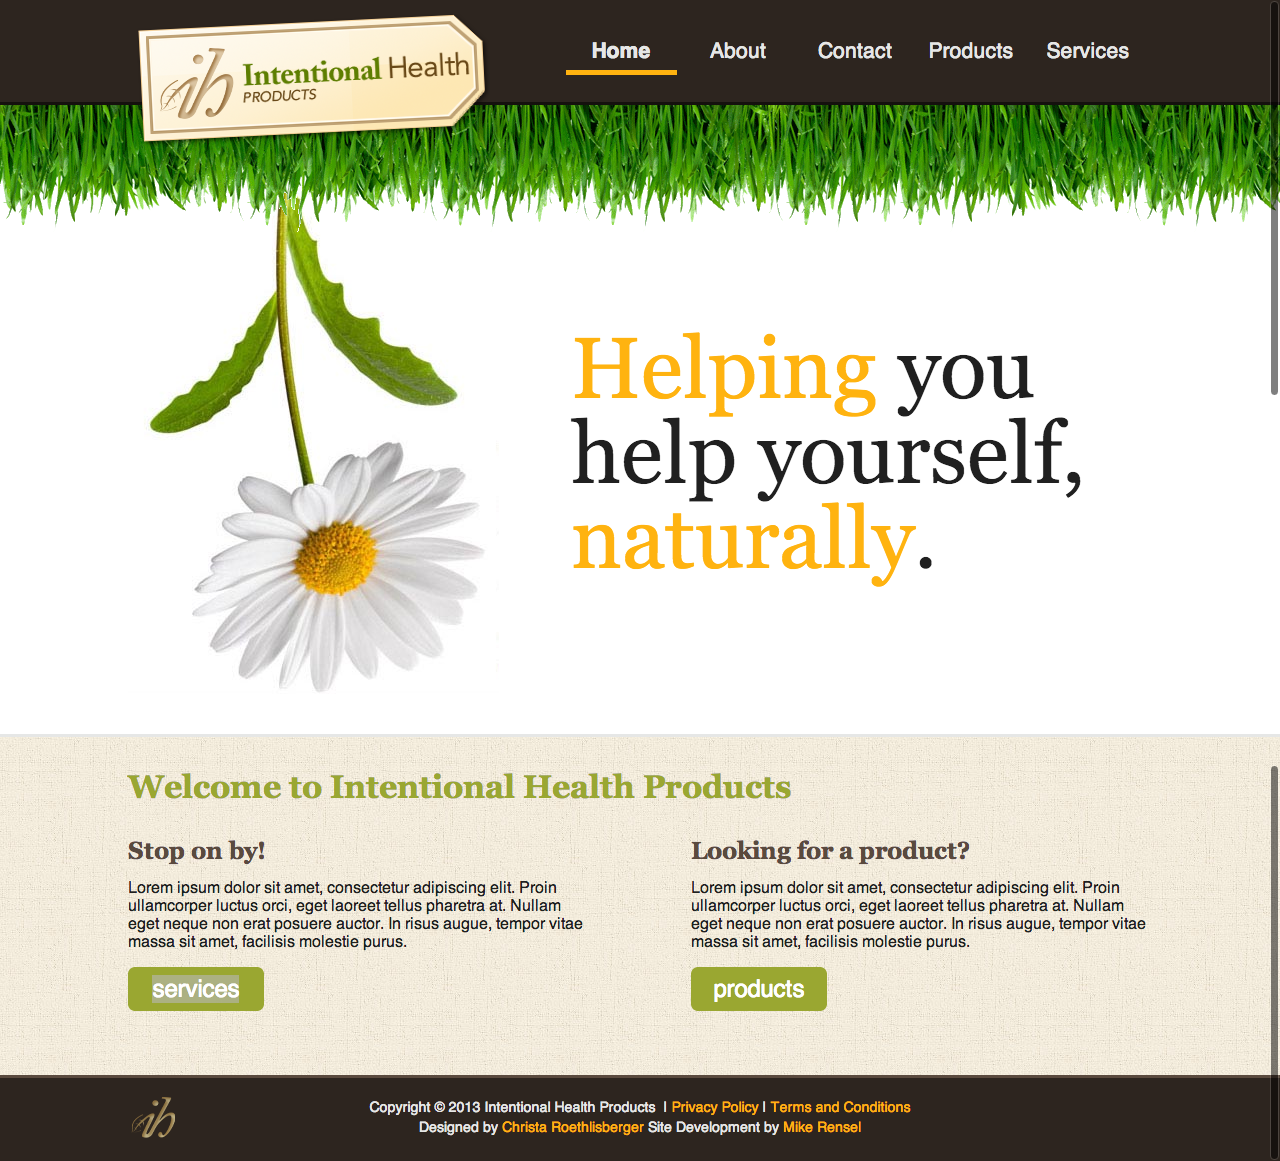 ih Intentional Health
PRODUCTS
Home About Contact Products Services
Helping you
help yourself,
naturally.
Welcome to Intentional Health Products
Stop on by!
Lorem ipsum dolor sit amet, consectetur adipiscing elit. Proin
ullamcorper luctus orci, eget laoreet tellus pharetra at. Nullam
eget neque non erat posuere auctor. In risus augue, tempor vitae
massa sit amet, facilisis molestie purus.
services
Looking for a product?
Lorem ipsum dolor sit amet, consectetur adipiscing elit. Proin
ullamcorper luctus orci, eget laoreet tellus pharetra at. Nullam
eget neque non erat posuere auctor. In risus augue, tempor vitae
massa sit amet, facilisis molestie purus.
products
ih
Copyright © 2013 Intentional Health Products | Privacy Policy | Terms and Conditions
Designed by Christa Roethlisberger Site Development by Mike Rensel